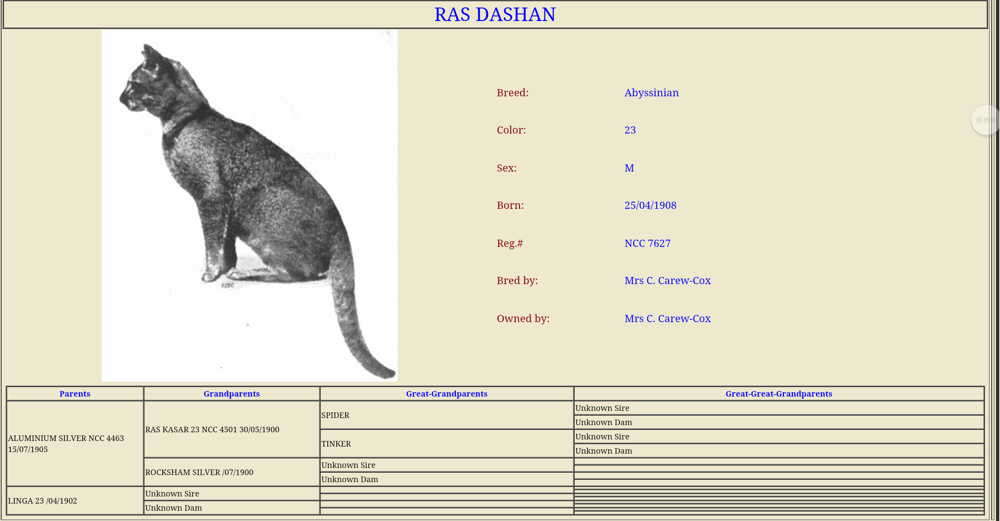 RAS DASHAN
Breed: Abyssinian
Color: 23
Sex: M
Born: 25/04/1908
Reg.# NCC 7627
Bred by: Mrs C. Carew-Cox
Owned by: Mrs C. Carew-Cox
Parents Grandparents Great-Grandparents Great-Great-Grandparents
ALUMINIUM SILVER NCC 4463
15/07/1905
RAS KASAR 23 NCC 4501 30/05/1900
SPIDER
Unknown Sire
Unknown Dam
TINKER
Unknown Sire
Unknown Dam
ROCKSHAM SILVER /07/1900
Unknown Sire
Unknown Dam
LINGA 23 /04/1902
Unknown Sire
Unknown Dam